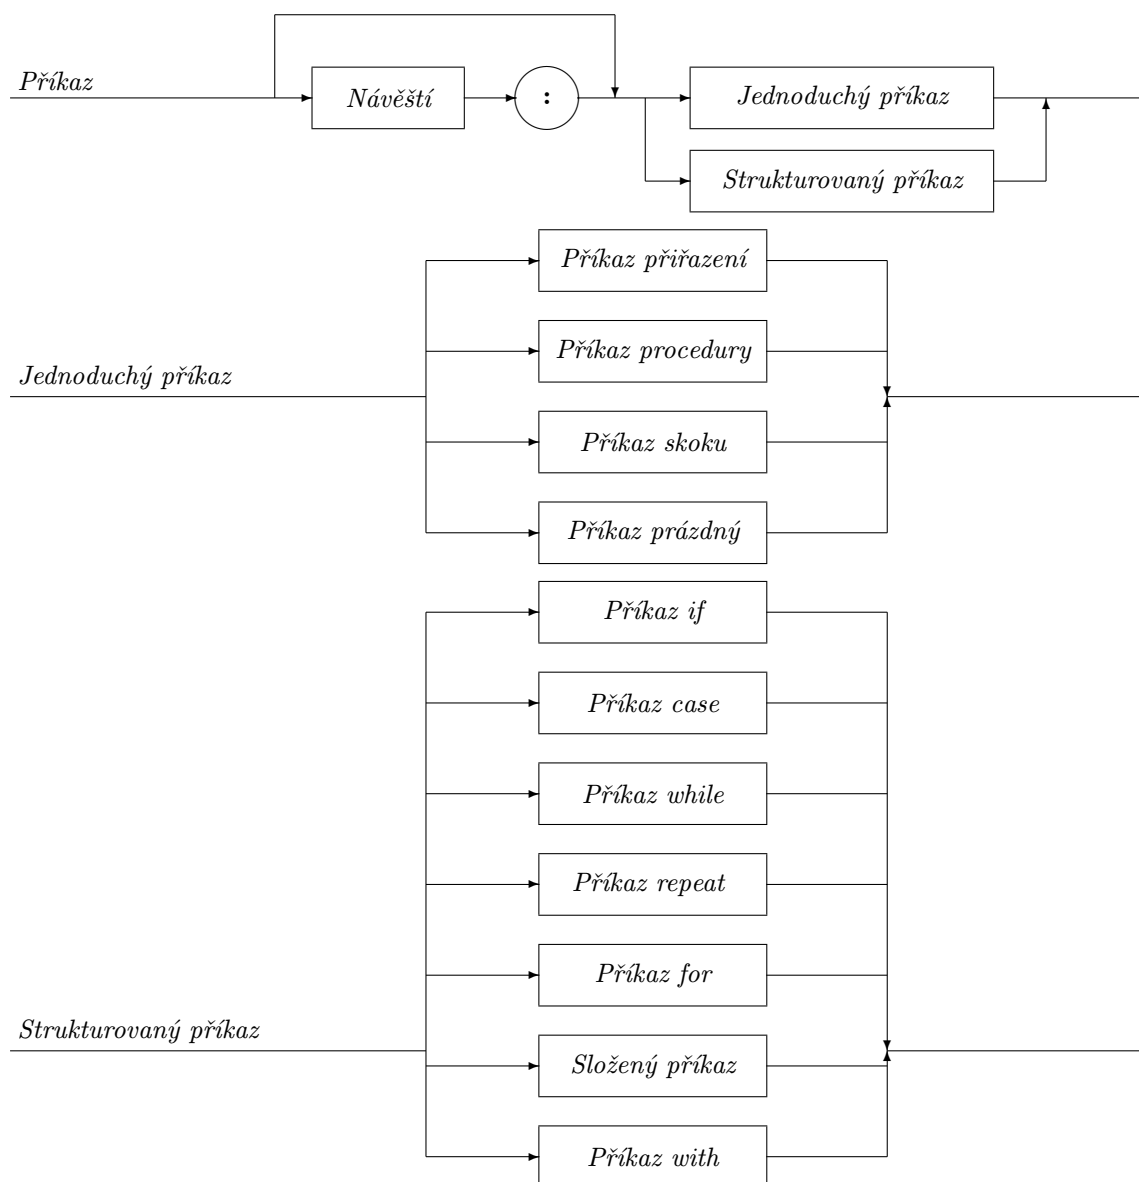 Příkaz
Návěští
:
Jednoduchý příkaz
Strukturovaný příkaz
Příkaz přiřazení
Příkaz procedury
Jednoduchý příkaz
Příkaz skoku
Příkaz prázdný
Příkaz if
Příkaz case
Příkaz while
Příkaz repeat
Příkaz for
Strukturovaný příkaz
Složený příkaz
Příkaz with